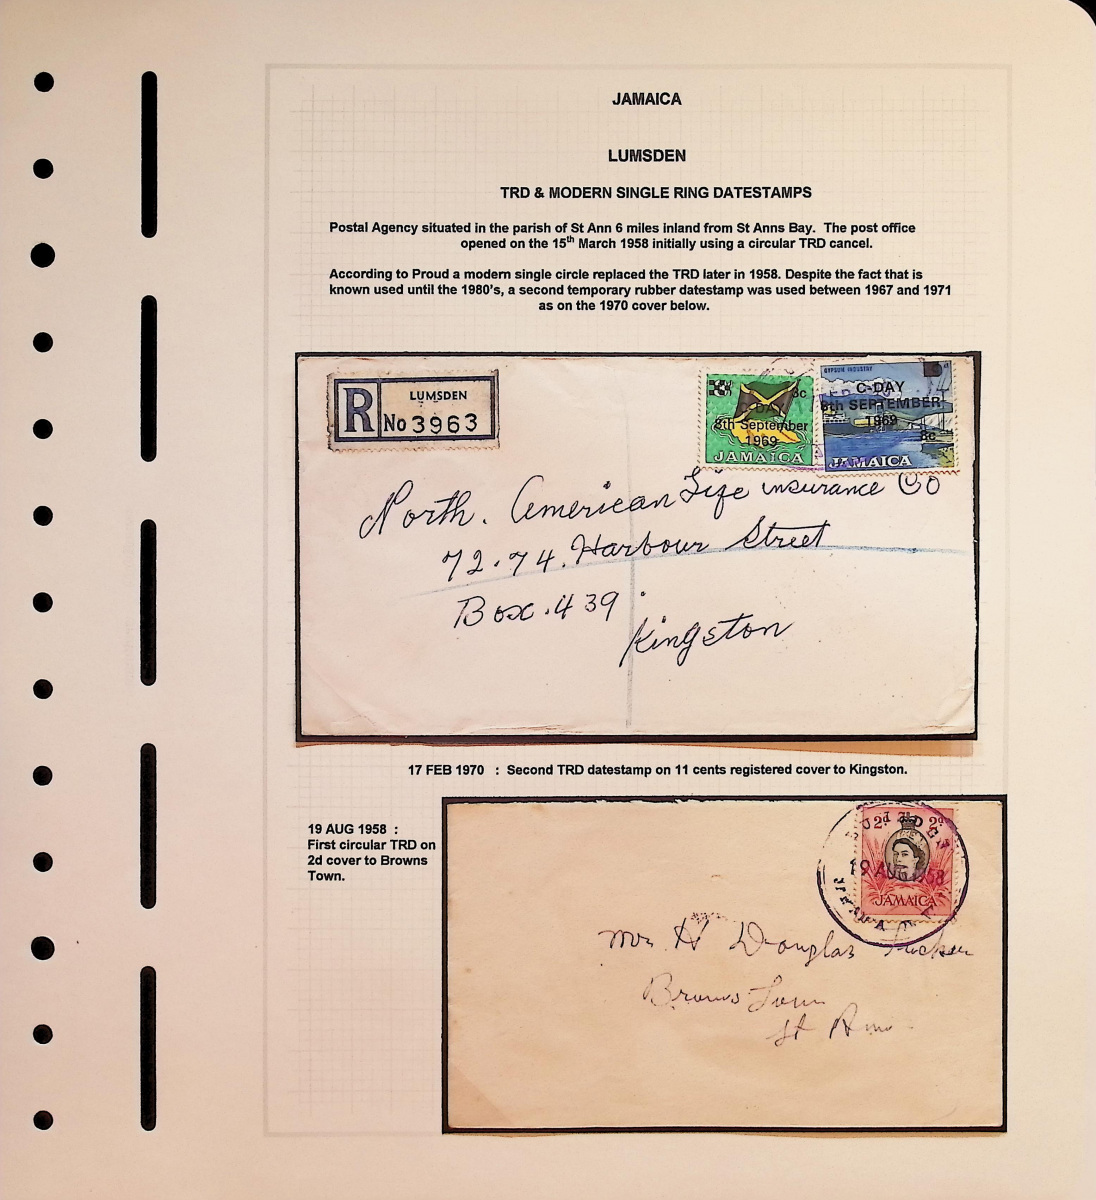 JAMAICA
LUMSDEN
TRD & MODERN SINGLE RING DATESTAMPS
Postal Agency situated in the parish of St Ann 6 miles inland from St Anns Bay. The post office
opened on the 15th March 1958 initially using a circular TRD cancel.
According to Proud a modern single circle replaced the TRD later in 1958. Despite the fact that is
known used until the 1980's, a second temporary rubber datestamp was used between 1967 and 1971
as on the 1970 cover below.
R
LUMSDEN
No 3963
3c
C-DAY
8th September
1969
JAMAICA
GYPSUM INDUSTRY
C-DAY
8th SEPTEMBER
1969
8c
JAMAICA
North. American Life insurance Co
72.74. Harbour Street
Box.439
Kingston
17 FEB 1970 : Second TRD datestamp on 11 cents registered cover to Kingston.
19 AUG 1958 :
First circular TRD on
2d cover to Browns
Town.
2d 2d
19 AUG 1958
JAMAICA
Mr H Douglas
Browns Town
St Ann